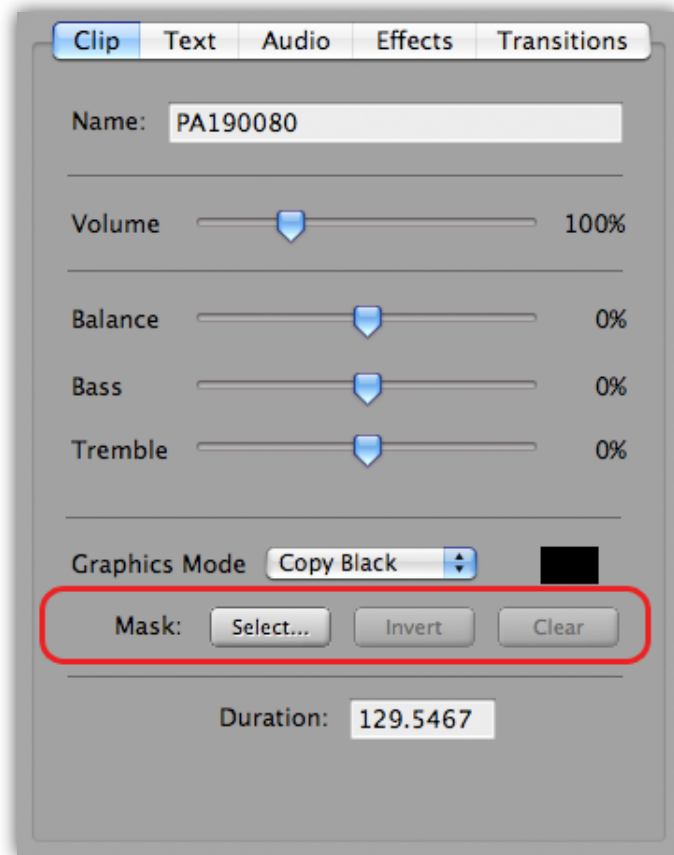 Clip Text Audio Effects Transitions
Name: PA190080
Volume 100%
Balance 0%
Bass 0%
Tremble 0%
Graphics Mode Copy Black
Mask: Select... Invert Clear
Duration: 129.5467